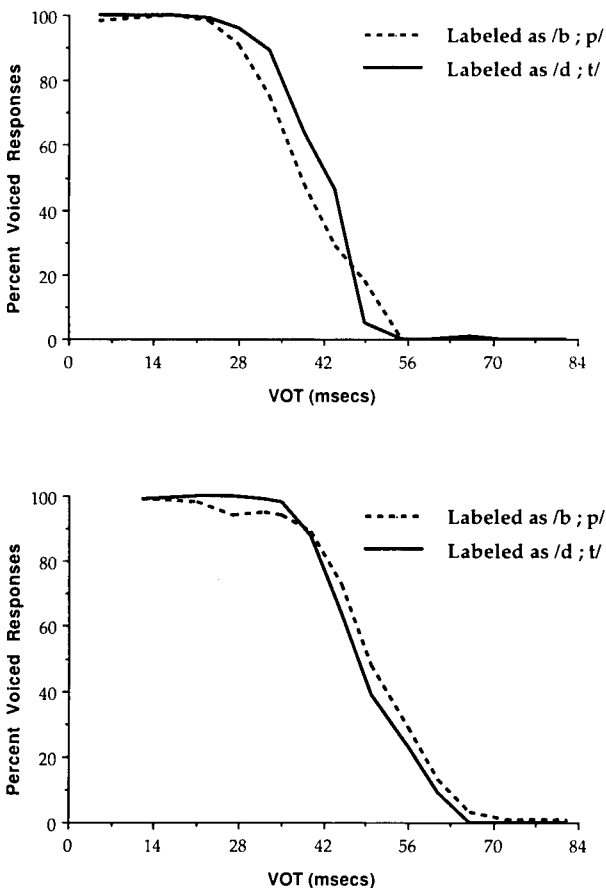 100
80
60
40
20
0
Percent Voiced Responses
Labeled as /b ; p/
Labeled as /d ; t/
0 14 28 42 56 70 84
VOT (msecs)
100
80
60
40
20
0
Percent Voiced Responses
Labeled as /b ; p/
Labeled as /d ; t/
0 14 28 42 56 70 84
VOT (msecs)